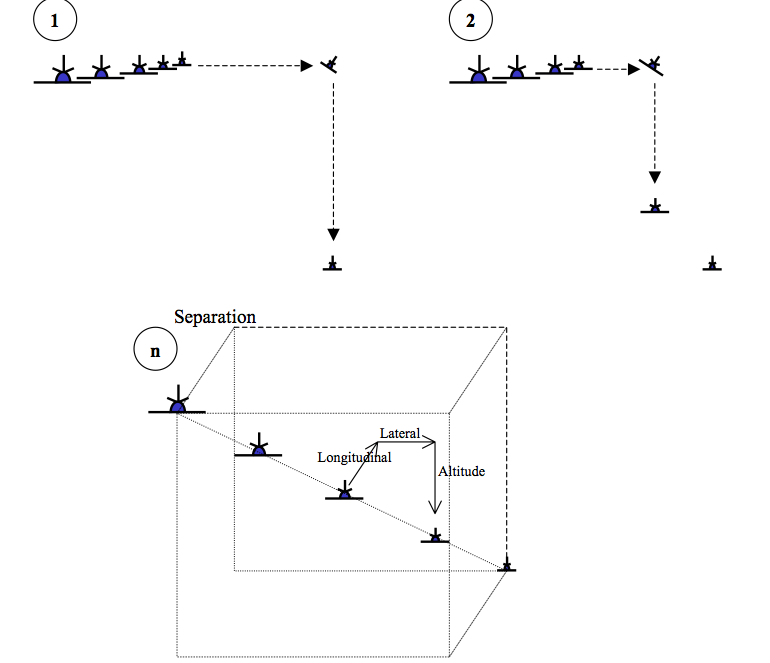 1
2
Separation
n
Lateral
Longitudinal
Altitude